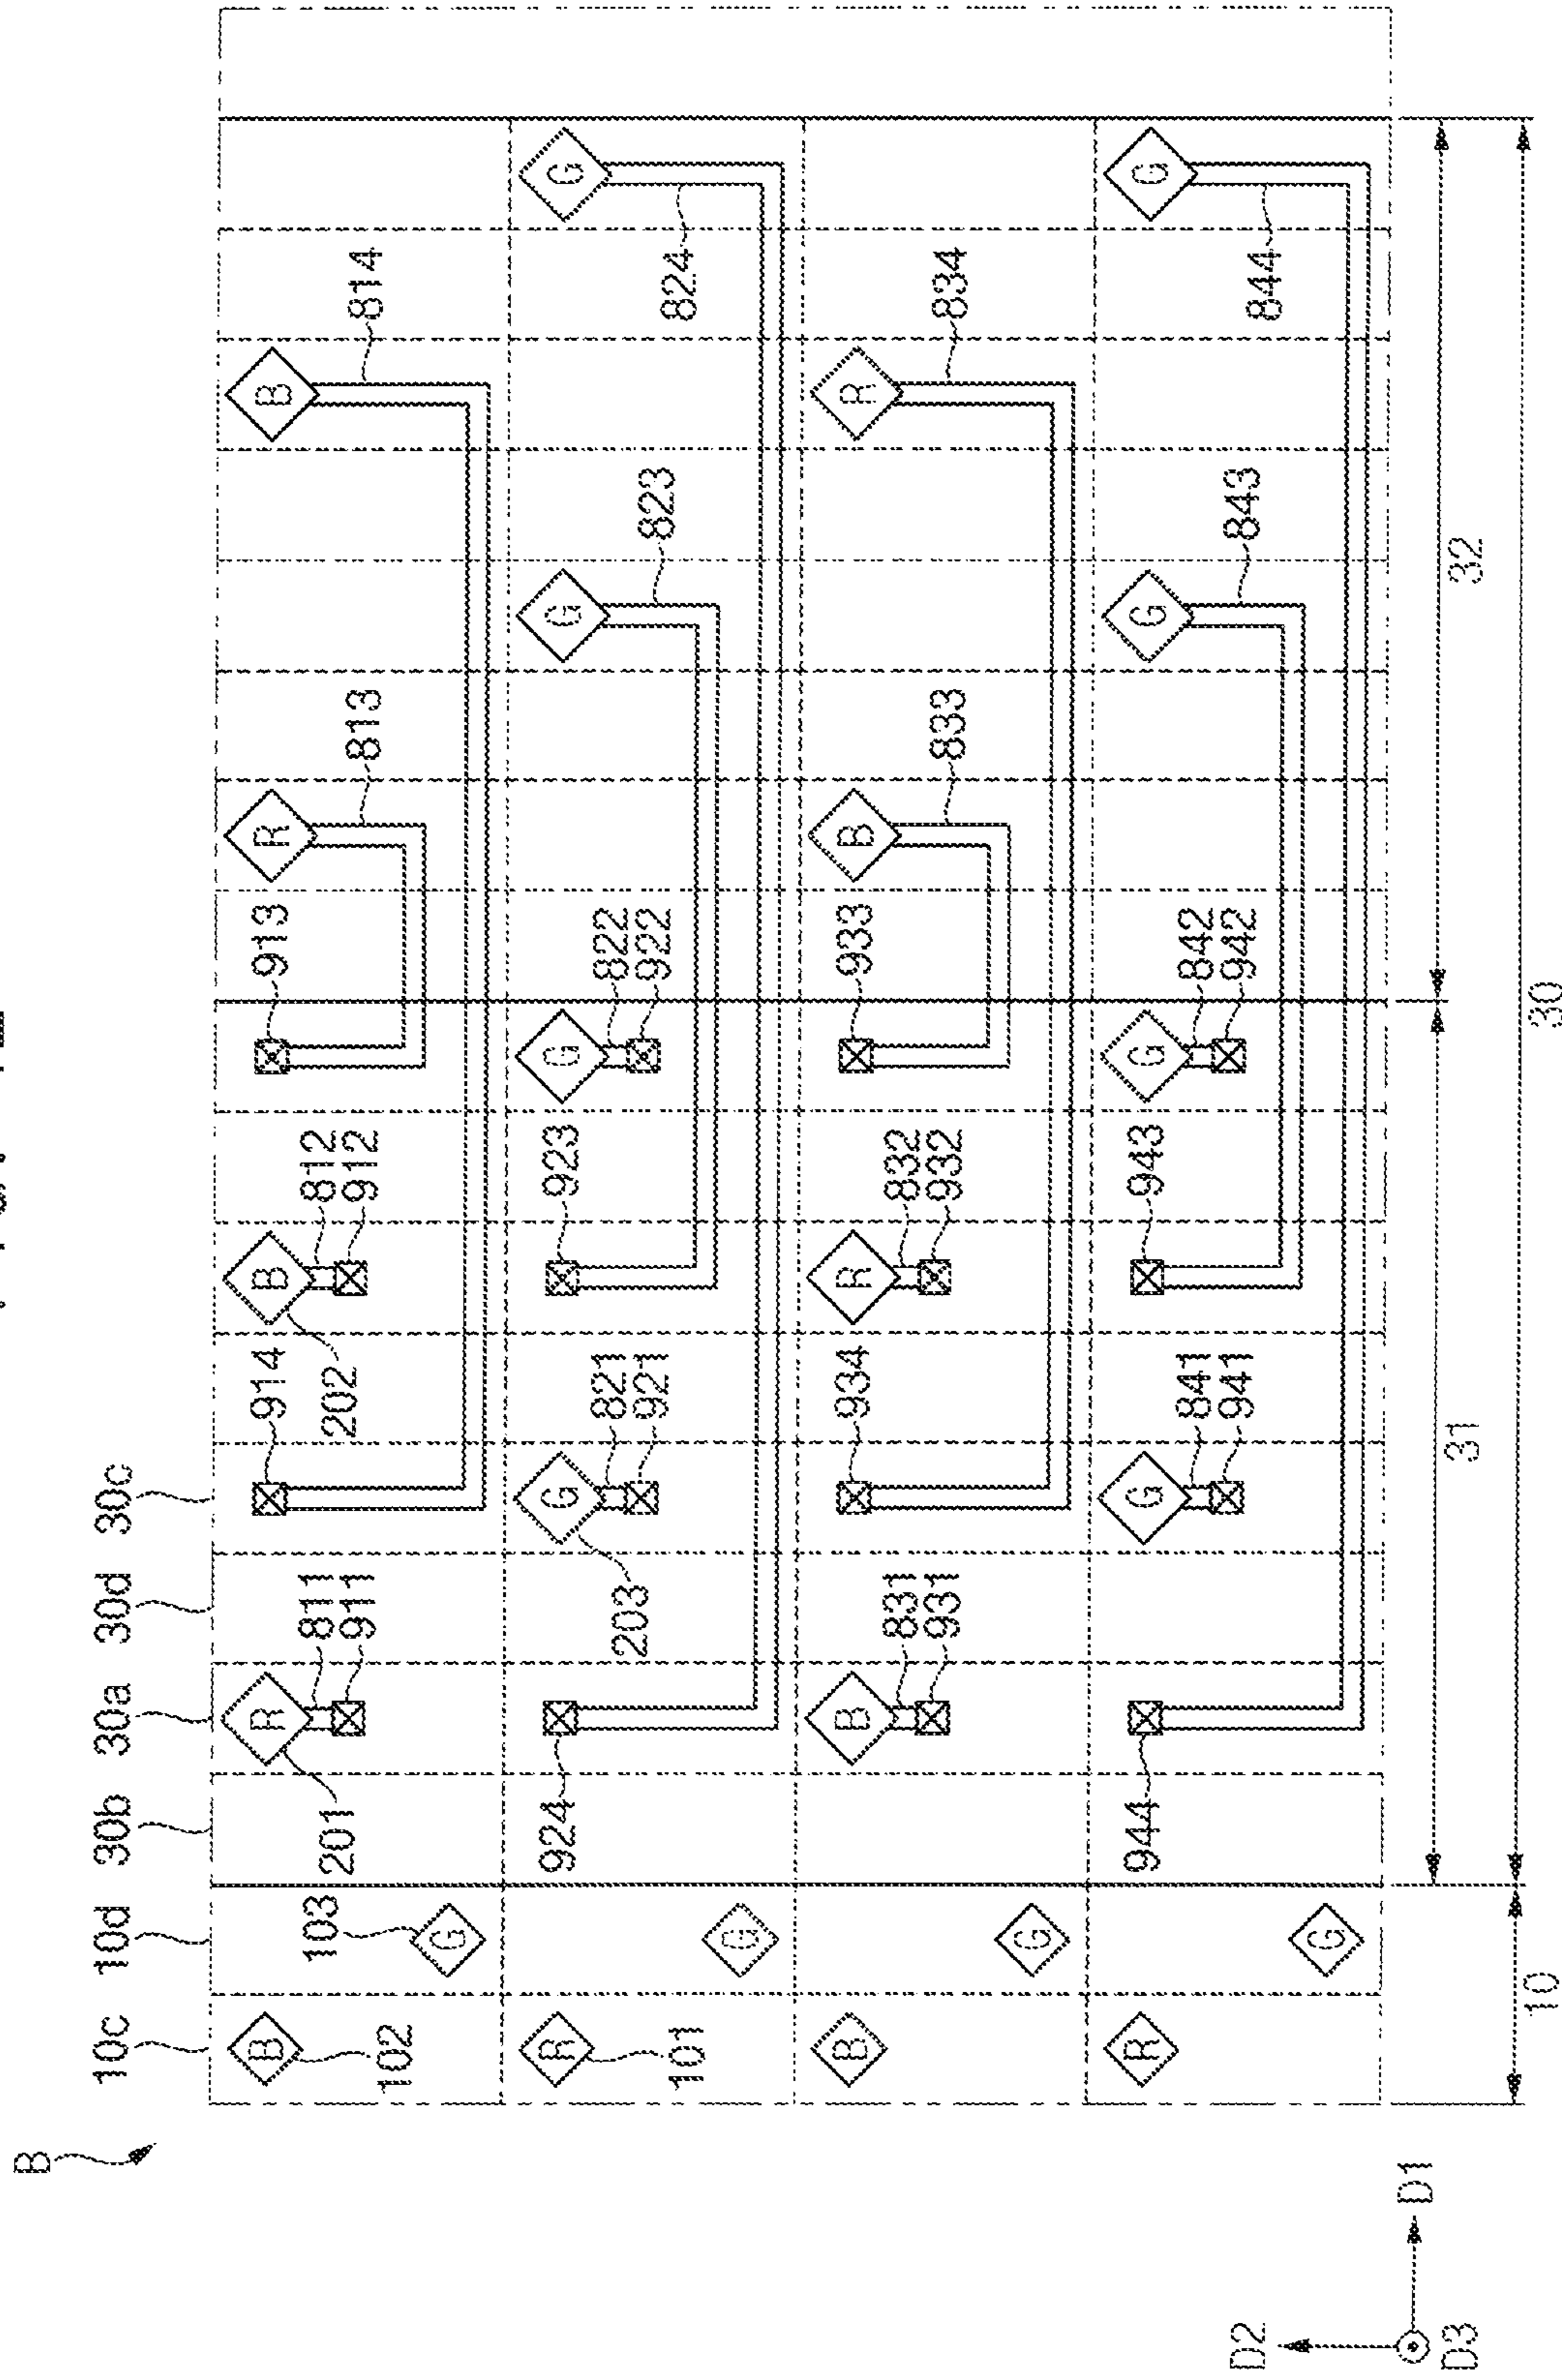 B
10c 10d 30b 30a 30d 30c
B R 914 B 913 R B
103 811 812
201 911 202 912 813 814
102
G
R 924 G 923 G G G
821 822
203 921 922 823
101 824
G
B B 934 R 933 B R
831 832
931 932 833 834
G
R 944 G 943 G G G
841 842
941 942 843 844
D2
G
D1
D3 31 32
10 30